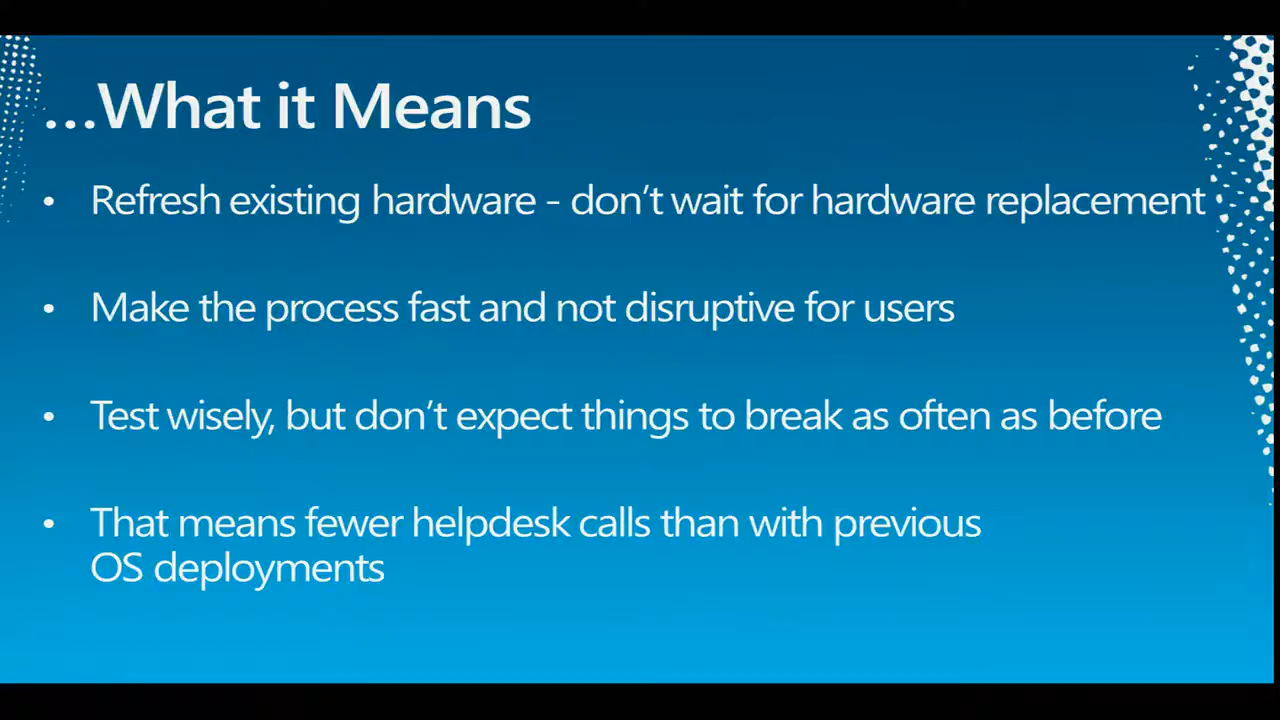 …What it Means
• Refresh existing hardware - don’t wait for hardware replacement
• Make the process fast and not disruptive for users
• Test wisely, but don’t expect things to break as often as before
• That means fewer helpdesk calls than with previous
OS deployments